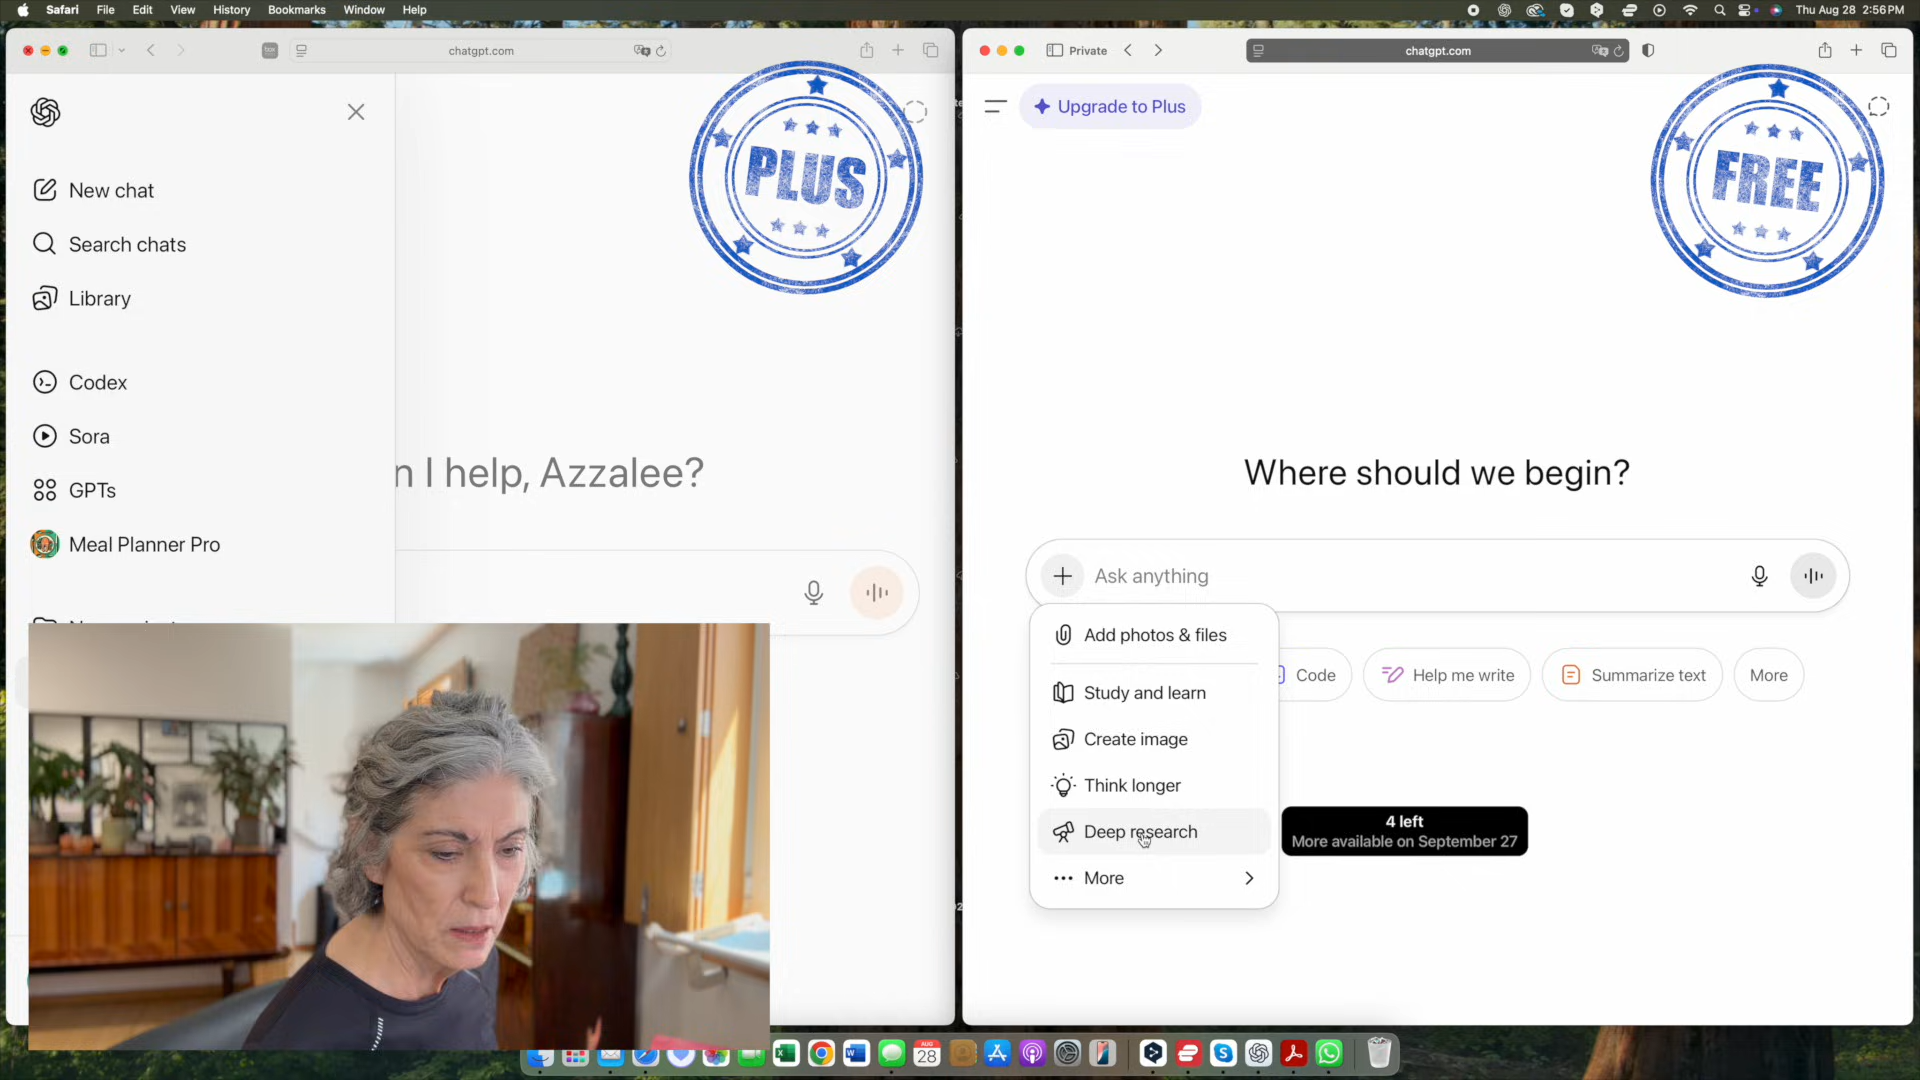 Safari File Edit View History Bookmarks Window Help
Thu Aug 28 2:56 PM
chatgpt.com
Private
chatgpt.com
Upgrade to Plus
PLUS
FREE
New chat
Search chats
Library
Codex
Sora
GPTs
Meal Planner Pro
n I help, Azzalee?
Where should we begin?
Ask anything
Add photos & files
Study and learn
Create image
Think longer
Deep research
More
Code
Help me write
Summarize text
More
4 left
More available on September 27
AUG
28